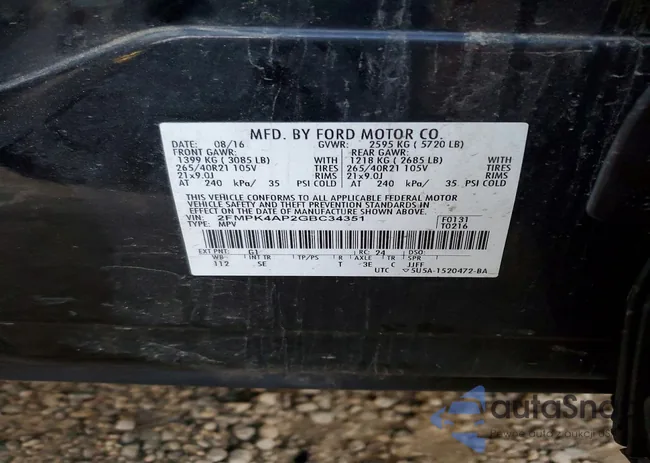 MFD. BY FORD MOTOR CO.
DATE: 08/16 GVWR: 2595 KG ( 5720 LB)
FRONT GAWR: REAR GAWR:
1399 KG ( 3085 LB) WITH 1218 KG ( 2685 LB) WITH
265/40R21 105V TIRES 265/40R21 105V TIRES
21x9.0J RIMS 21x9.0J RIMS
AT 240 kPa/ 35 PSI COLD AT 240 kPa/ 35 PSI COLD
THIS VEHICLE CONFORMS TO ALL APPLICABLE FEDERAL MOTOR
VEHICLE SAFETY AND BUMPER STANDARDS IN EFFECT ON THE DATE OF
MANUFACTURE SHOWN ABOVE.
VIN: 2FMPK4AP2GBC34351 F0131
TYPE: MPV T0216
EXT PNT: G1 RC: 24 DSO:
WB INT TR TP/PS R AXLE TR SPR
112 SE T 3E C JJFF
UTC 5U5A-1520472-BA
autaSna